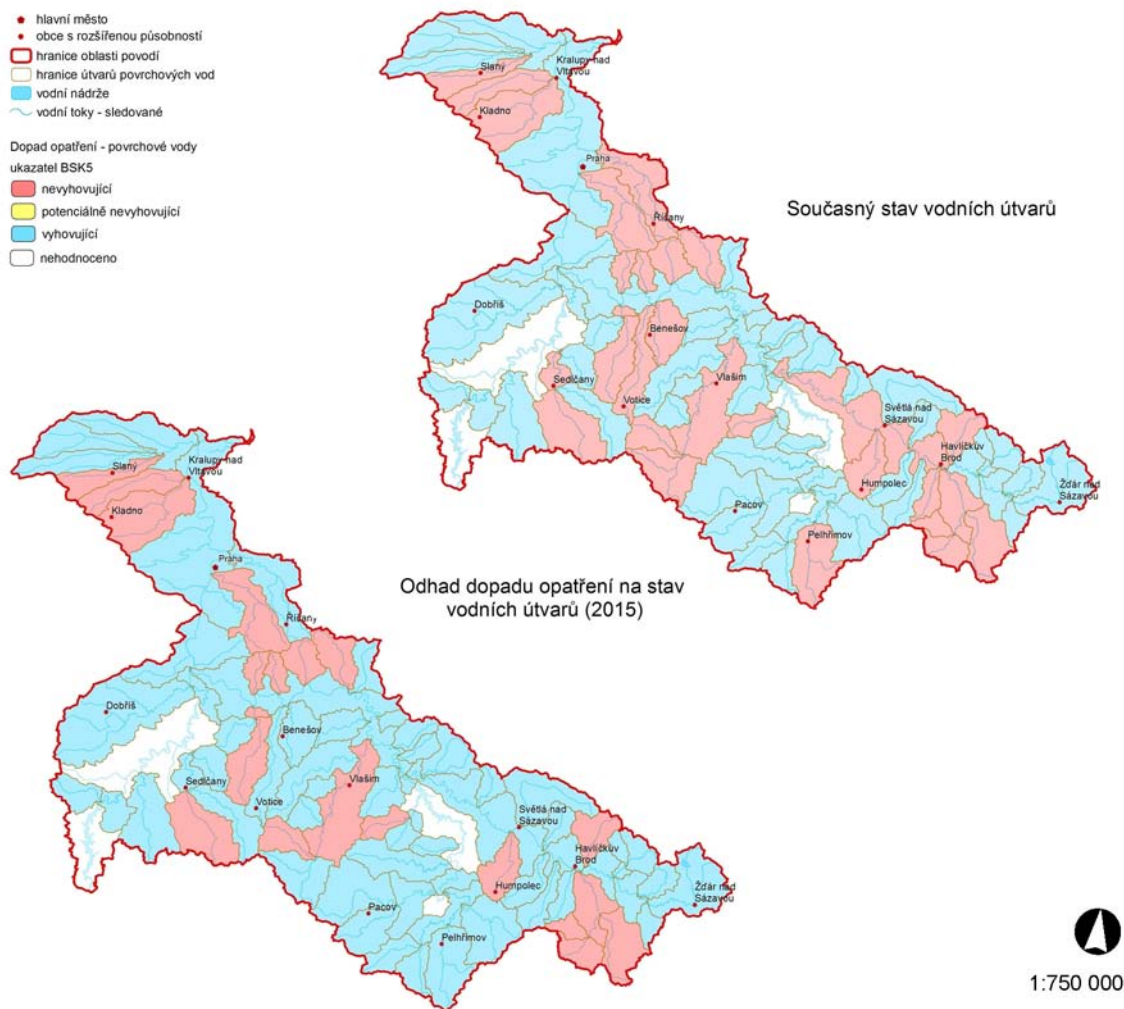 hlavní město
obce s rozšířenou působností
hranice oblasti povodí
hranice útvarů povrchových vod
vodní nádrže
vodní toky - sledované
Dopad opatření - povrchové vody
ukazatel BSK5
nevyhovující
potenciálně nevyhovující
vyhovující
nehodnoceno
Současný stav vodních útvarů
Slaný
Kralupy nad
Vltavou
Kladno
Praha
Říčany
Dobříš
Benešov
Sedlčany
Vlašim
Votice
Světlá nad
Sázavou
Havlíčkův
Brod
Humpolec
Žďár nad
Sázavou
Pacov
Pelhřimov
Odhad dopadu opatření na stav
vodních útvarů (2015)
Slaný
Kralupy nad
Vltavou
Kladno
Praha
Říčany
Dobříš
Benešov
Sedlčany
Vlašim
Votice
Světlá nad
Sázavou
Havlíčkův
Brod
Humpolec
Žďár nad
Sázavou
Pacov
Pelhřimov
1:750 000